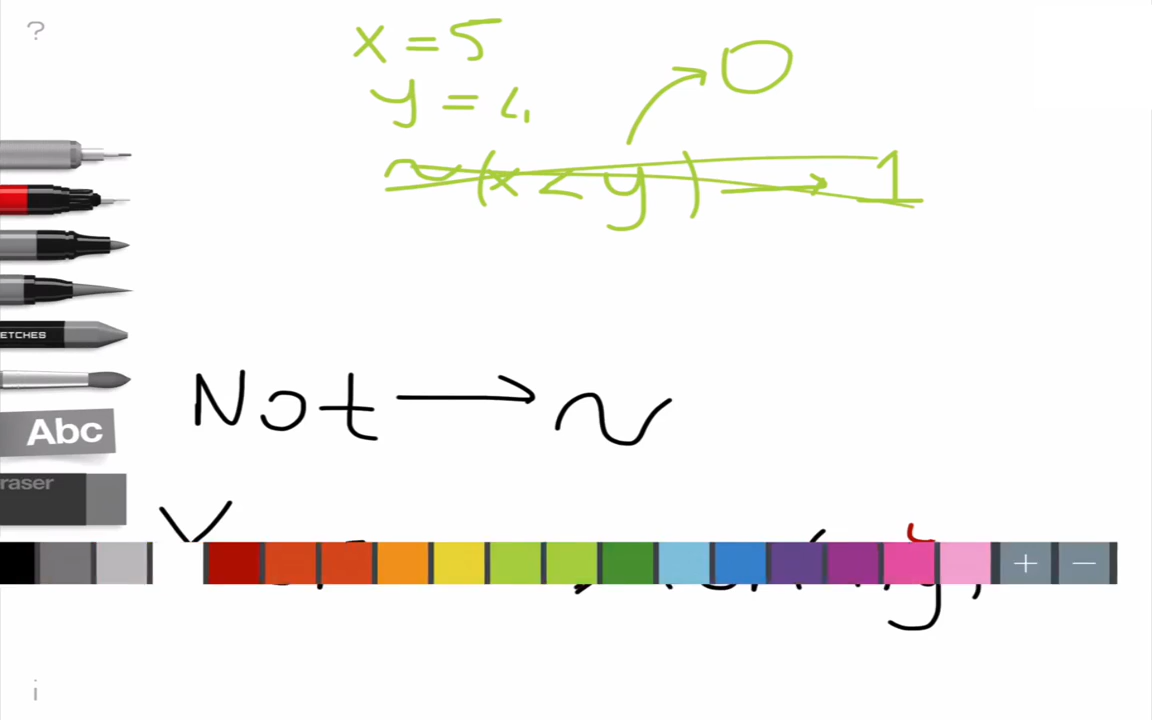 ?
x = 5
0
y = 4
~(x < y) → 1
Not → ~
Abc
ETCHES
raser
+ −
i